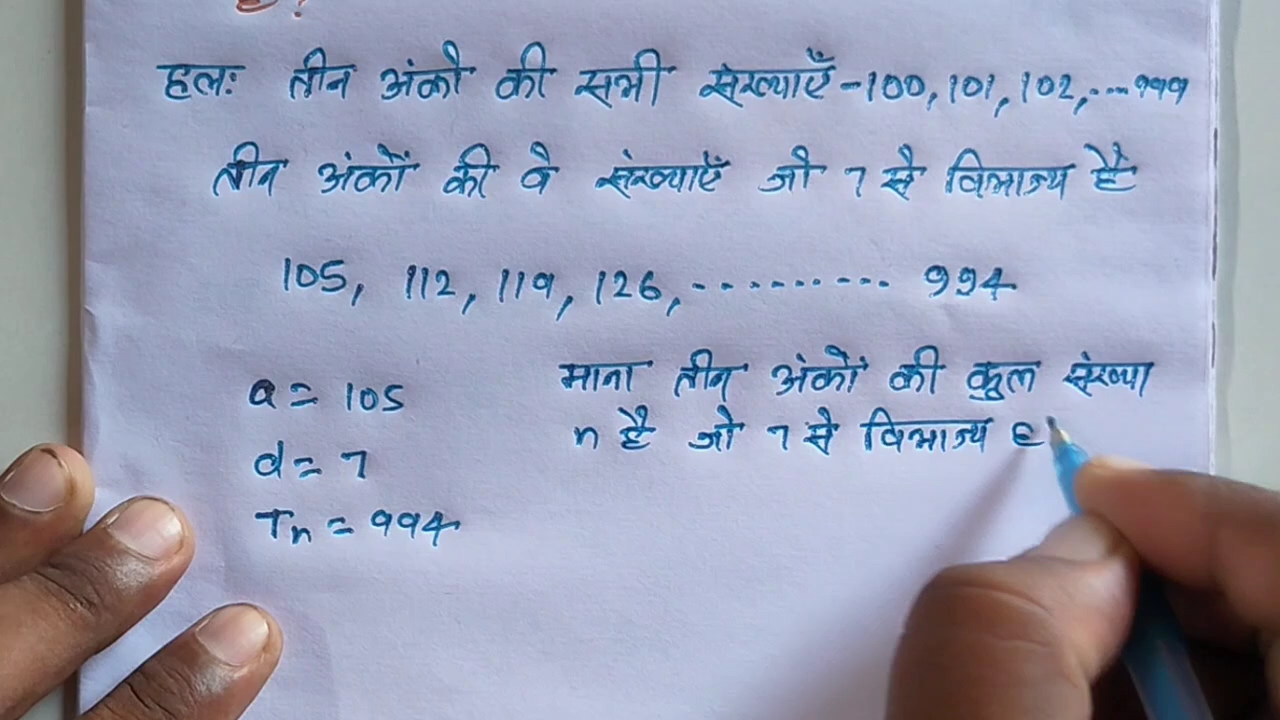 ?
हलः तीन अंको की सभी संख्याएँ - 100, 101, 102, .... 999
तीन अंकों की वे संख्याएँ जो 7 से विभाज्य है
105, 112, 119, 126, ......... 994
a = 105
d = 7
Tn = 994
माना तीन अंकों की कुल संख्या
n है जो 7 से विभाज्य